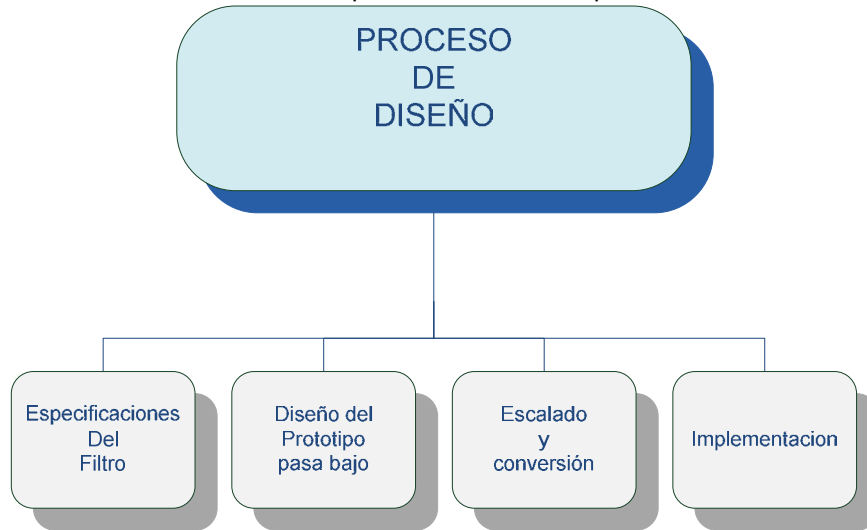 PROCESO
DE
DISEÑO
Especificaciones
Del
Filtro
Diseño del
Prototipo
pasa bajo
Escalado
y
conversión
Implementacion